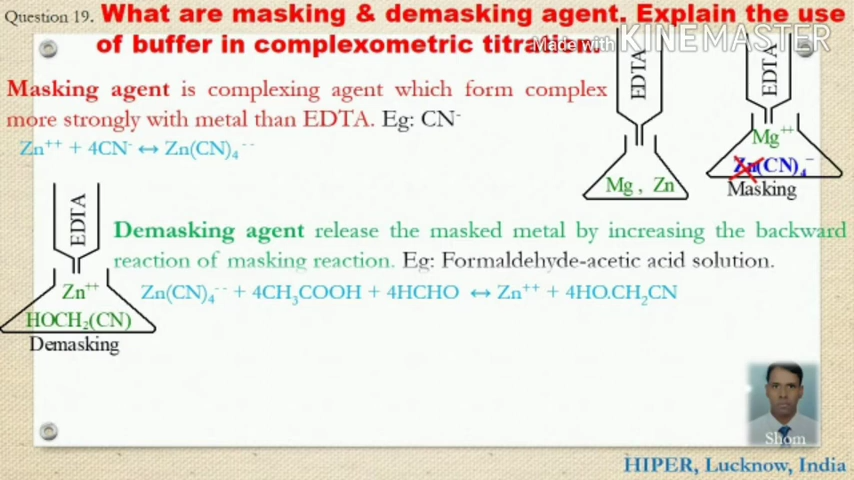 Question 19. What are masking & demasking agent. Explain the use
of buffer in complexometric titration.
Made with KINEMASTER
Masking agent is complexing agent which form complex
more strongly with metal than EDTA. Eg: CN⁻
Zn⁺⁺ + 4CN⁻ ↔ Zn(CN)₄⁻⁻
EDTA
Mg , Zn
EDTA
Mg⁺⁺
Zn(CN)₄⁻
Masking
EDTA
Zn⁺⁺
HOCH₂(CN)
Demasking
Demasking agent release the masked metal by increasing the backward
reaction of masking reaction. Eg: Formaldehyde-acetic acid solution.
Zn(CN)₄⁻⁻ + 4CH₃COOH + 4HCHO ↔ Zn⁺⁺ + 4HO.CH₂CN
Shom
HIPER, Lucknow, India